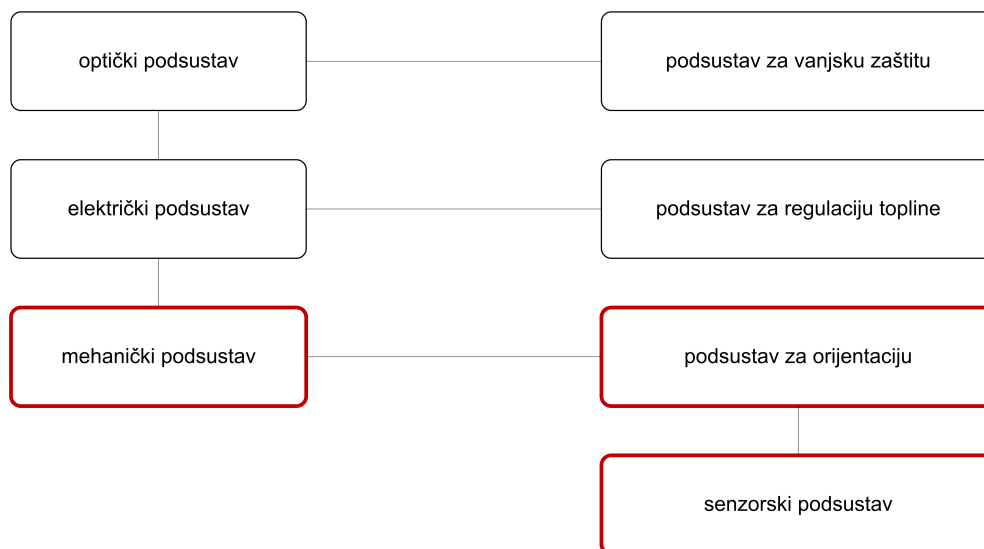 optički podsustav
podsustav za vanjsku zaštitu
električki podsustav
podsustav za regulaciju topline
mehanički podsustav
podsustav za orijentaciju
senzorski podsustav